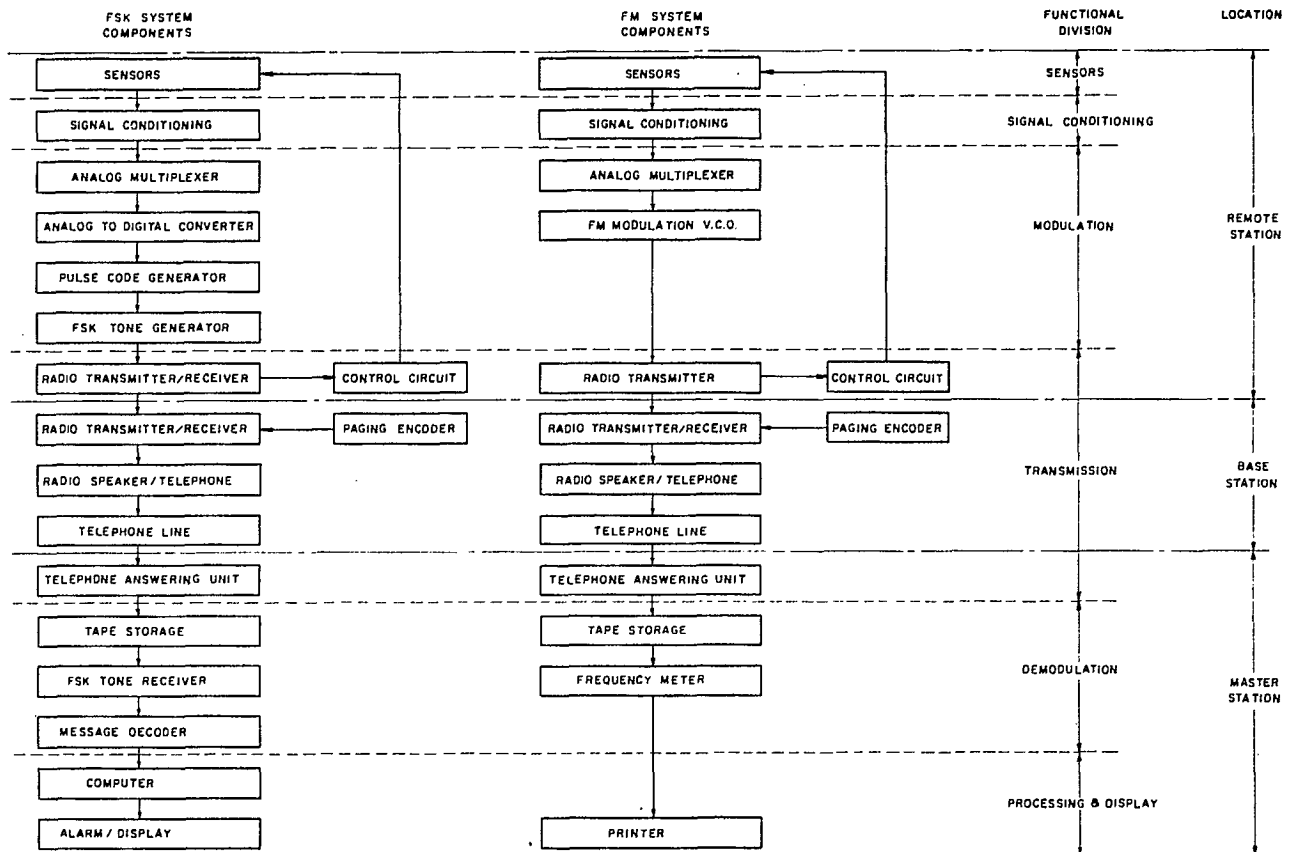 FSK SYSTEM
COMPONENTS
FM SYSTEM
COMPONENTS
FUNCTIONAL
DIVISION
LOCATION
SENSORS
SENSORS
SENSORS
SIGNAL CONDITIONING
SIGNAL CONDITIONING
SIGNAL CONDITIONING
ANALOG MULTIPLEXER
ANALOG MULTIPLEXER
ANALOG TO DIGITAL CONVERTER
FM MODULATION V.C.O.
MODULATION
REMOTE
STATION
PULSE CODE GENERATOR
FSK TONE GENERATOR
RADIO TRANSMITTER/RECEIVER
CONTROL CIRCUIT
RADIO TRANSMITTER
CONTROL CIRCUIT
RADIO TRANSMITTER/RECEIVER
PAGING ENCODER
RADIO TRANSMITTER/RECEIVER
PAGING ENCODER
RADIO SPEAKER/TELEPHONE
RADIO SPEAKER/TELEPHONE
TRANSMISSION
BASE
STATION
TELEPHONE LINE
TELEPHONE LINE
TELEPHONE ANSWERING UNIT
TELEPHONE ANSWERING UNIT
TAPE STORAGE
TAPE STORAGE
FSK TONE RECEIVER
FREQUENCY METER
DEMODULATION
MASTER
STATION
MESSAGE DECODER
COMPUTER
PROCESSING & DISPLAY
ALARM/DISPLAY
PRINTER